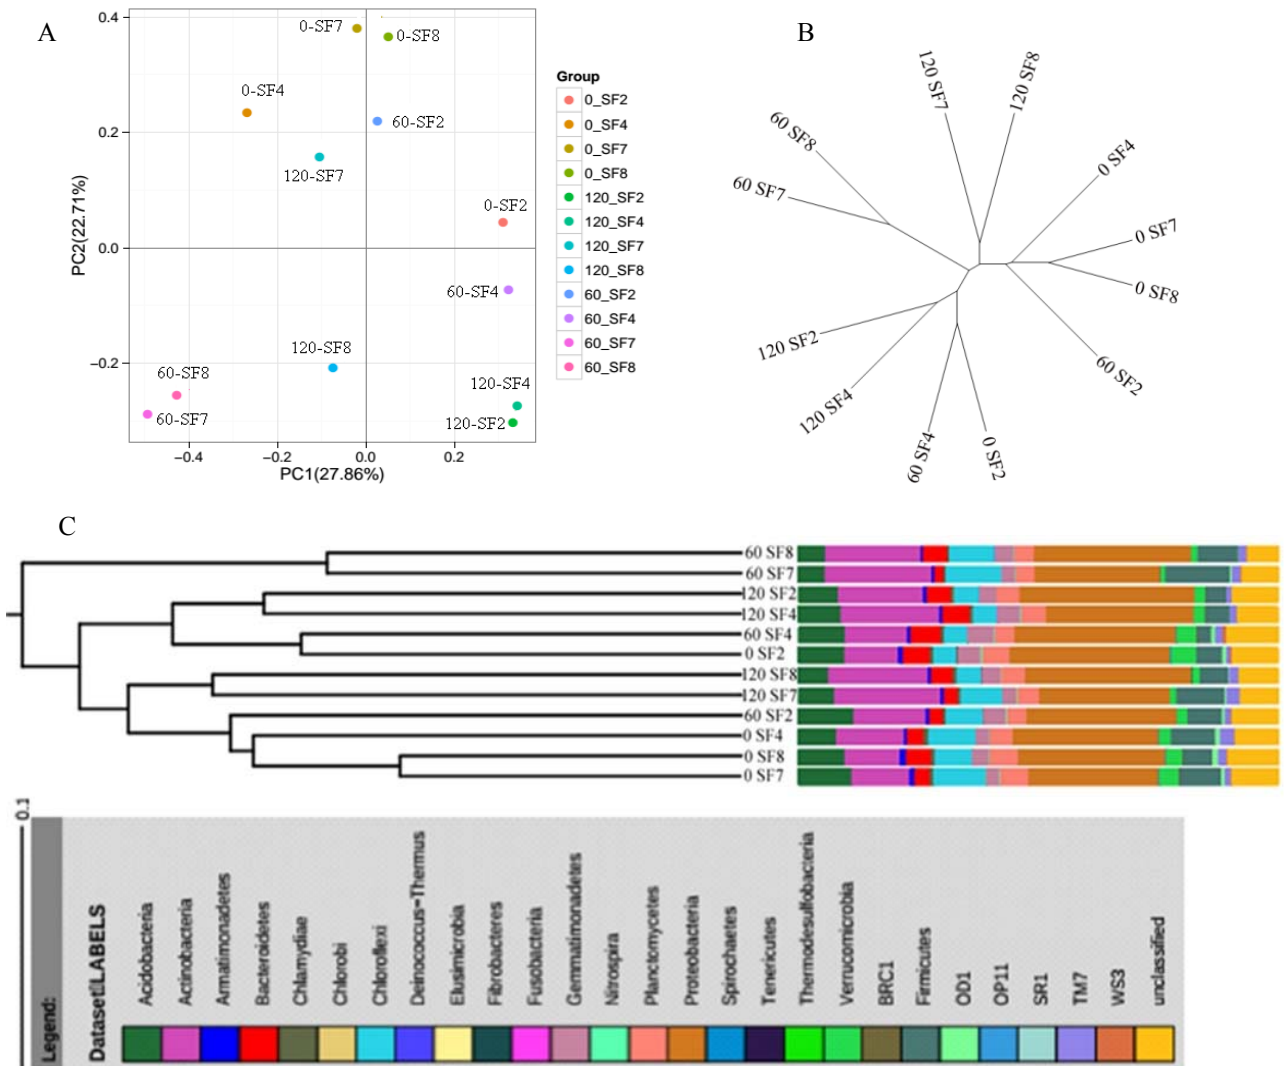 A
0.4
0.2
0.0
−0.2
PC2(22.71%)
0-SF7
0-SF8
0-SF4
60-SF2
120-SF7
0-SF2
60-SF4
120-SF8
60-SF8
60-SF7
120-SF4
120-SF2
−0.4
−0.2
0.0
0.2
PC1(27.86%)
Group
0_SF2
0_SF4
0_SF7
0_SF8
120_SF2
120_SF4
120_SF7
120_SF8
60_SF2
60_SF4
60_SF7
60_SF8
B
120 SF7
120 SF8
60 SF8
0 SF4
60 SF7
0 SF7
0 SF8
120 SF2
60 SF2
120 SF4
60 SF4
0 SF2
C
60 SF8
60 SF7
120 SF2
120 SF4
60 SF4
0 SF2
120 SF8
120 SF7
60 SF2
0 SF4
0 SF8
0 SF7
0.1
Legend:
Dataset▯LABELS
Acidobacteria
Actinobacteria
Armatimonadetes
Bacteroidetes
Chlamydiae
Chlorobi
Chloroflexi
Deinococcus−Thermus
Elusimicrobia
Fibrobacteres
Fusobacteria
Gemmatimonadetes
Nitrospira
Planctomycetes
Proteobacteria
Spirochaetes
Tenericutes
Thermodesulfobacteria
Verrucomicrobia
BRC1
Firmicutes
OD1
OP11
SR1
TM7
WS3
unclassified